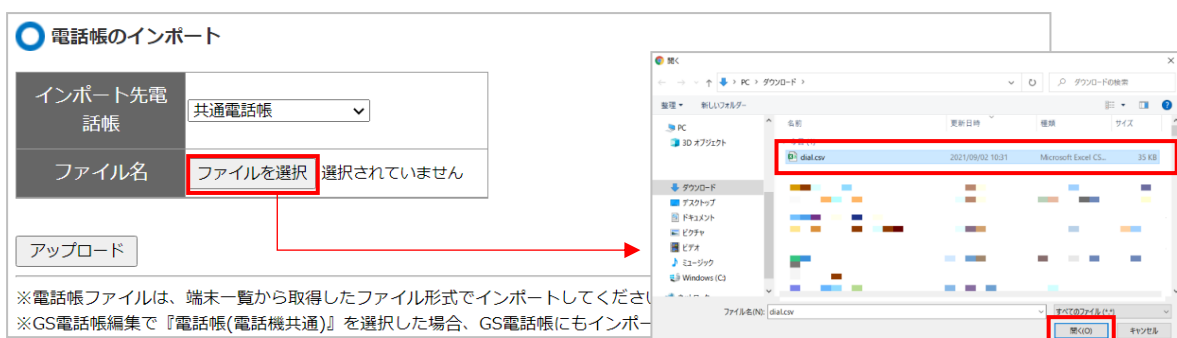 電話帳のインポート
インポート先電
話帳
共通電話帳
ファイル名
ファイルを選択 選択されていません
アップロード
※電話帳ファイルは、端末一覧から取得したファイル形式でインポートしてくださ
※GS電話帳編集で『電話帳(電話機共通)』を選択した場合、GS電話帳にもインポー
開く
PC > ダウンロード >
ダウンロードの検索
整理 新しいフォルダー
名前 更新日時 種類 サイズ
PC
3D オブジェクト
dial.csv 2021/09/02 10:31 Microsoft Excel CS... 35 KB
ダウンロード
デスクトップ
ドキュメント
ピクチャ
ビデオ
ミュージック
Windows (C:)
ファイル名(N): dial.csv すべてのファイル (*.*)
開く(O) キャンセル